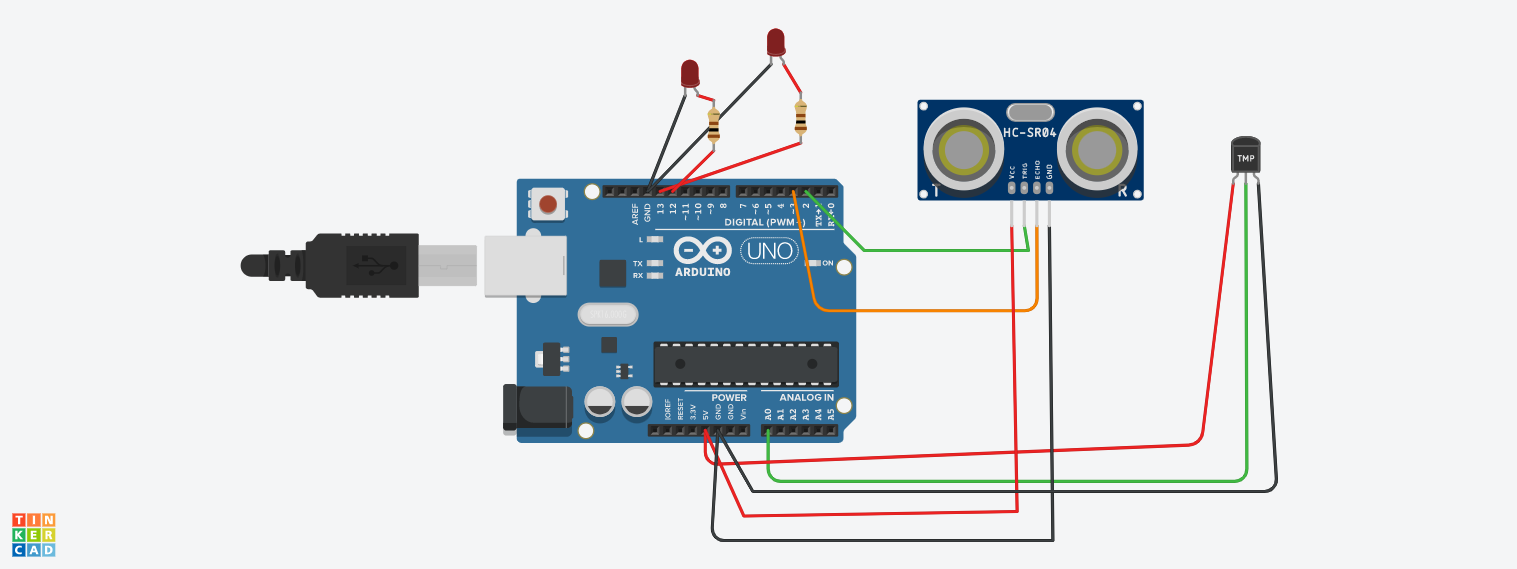 HC-SR04
VCC
TRIG
ECHO
GND
T
R
TMP
AREF
GND
13
12
~11
~10
~9
8
7
~6
~5
4
~3
2
TX→1
RX←0
DIGITAL (PWM~)
L
TX
RX
ARDUINO
UNO
ON
POWER
ANALOG IN
IOREF
RESET
3.3V
5V
GND
GND
Vin
A0
A1
A2
A3
A4
A5
TIN
KER
CAD